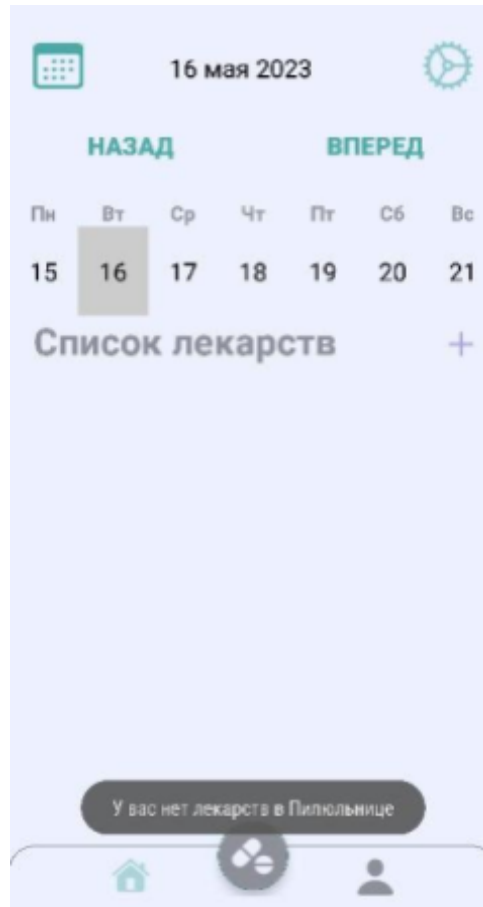 16 мая 2023
НАЗАД ВПЕРЕД
Пн Вт Ср Чт Пт Сб Вс
15 16 17 18 19 20 21
Список лекарств +
У вас нет лекарств в Пилюльнице